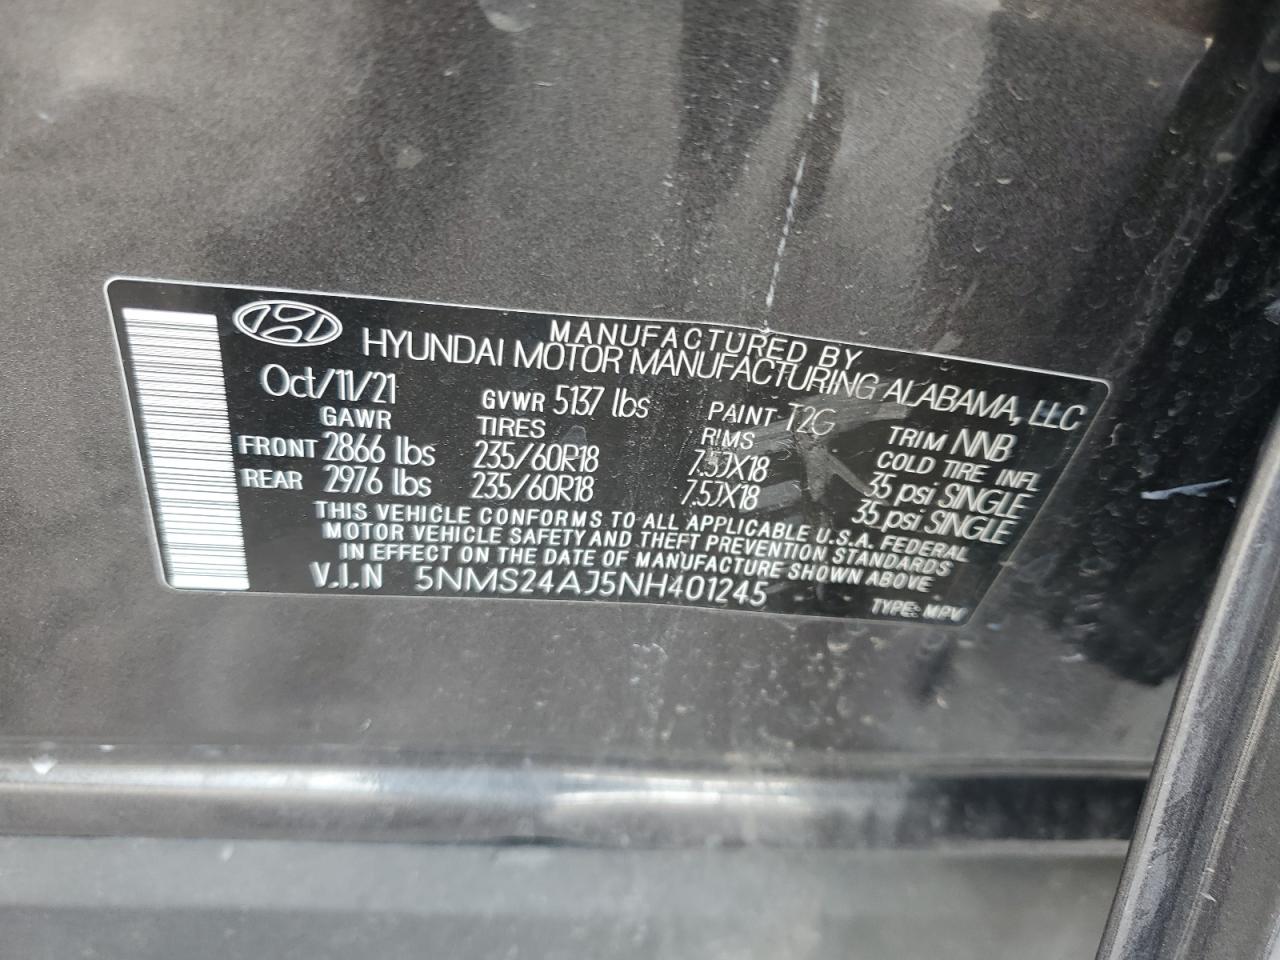 MANUFACTURED BY
HYUNDAI MOTOR MANUFACTURING ALABAMA, LLC
Oct/11/21 GVWR 5137 lbs PAINT T2G TRIM NNB
GAWR TIRES RIMS COLD TIRE INFL
FRONT 2866 lbs 235/60R18 7.5JX18 35 psi SINGLE
REAR 2976 lbs 235/60R18 7.5JX18 35 psi SINGLE
THIS VEHICLE CONFORMS TO ALL APPLICABLE U.S.A. FEDERAL
MOTOR VEHICLE SAFETY AND THEFT PREVENTION STANDARDS
IN EFFECT ON THE DATE OF MANUFACTURE SHOWN ABOVE
V.I.N 5NMS24AJ5NH401245 TYPE: MPV